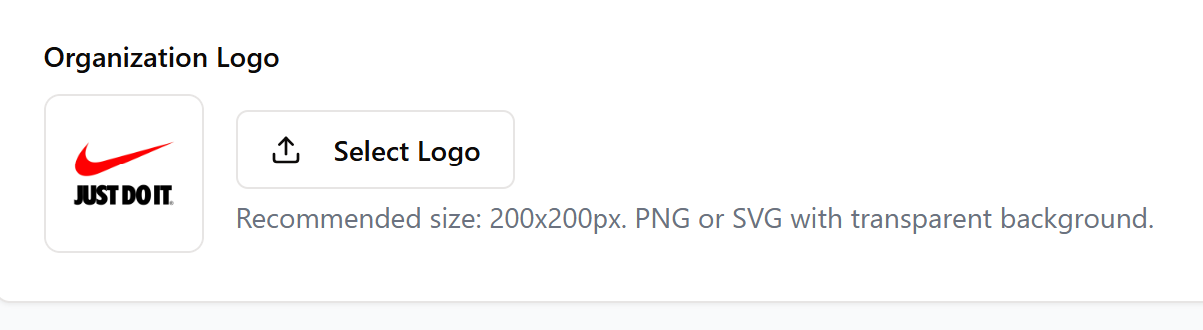 Organization Logo
JUST DO IT.
Select Logo
Recommended size: 200x200px. PNG or SVG with transparent background.